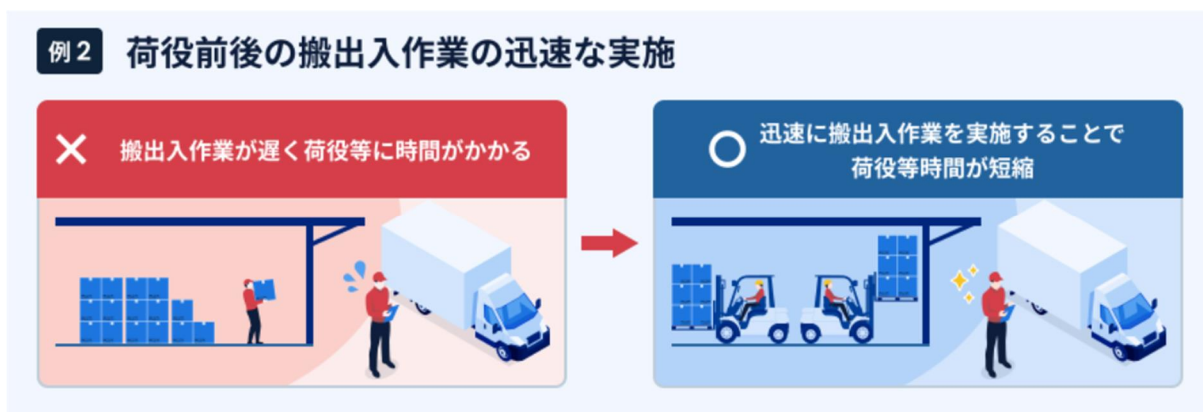 例2 荷役前後の搬出入作業の迅速な実施
× 搬出入作業が遅く荷役等に時間がかかる
○ 迅速に搬出入作業を実施することで
荷役等時間が短縮